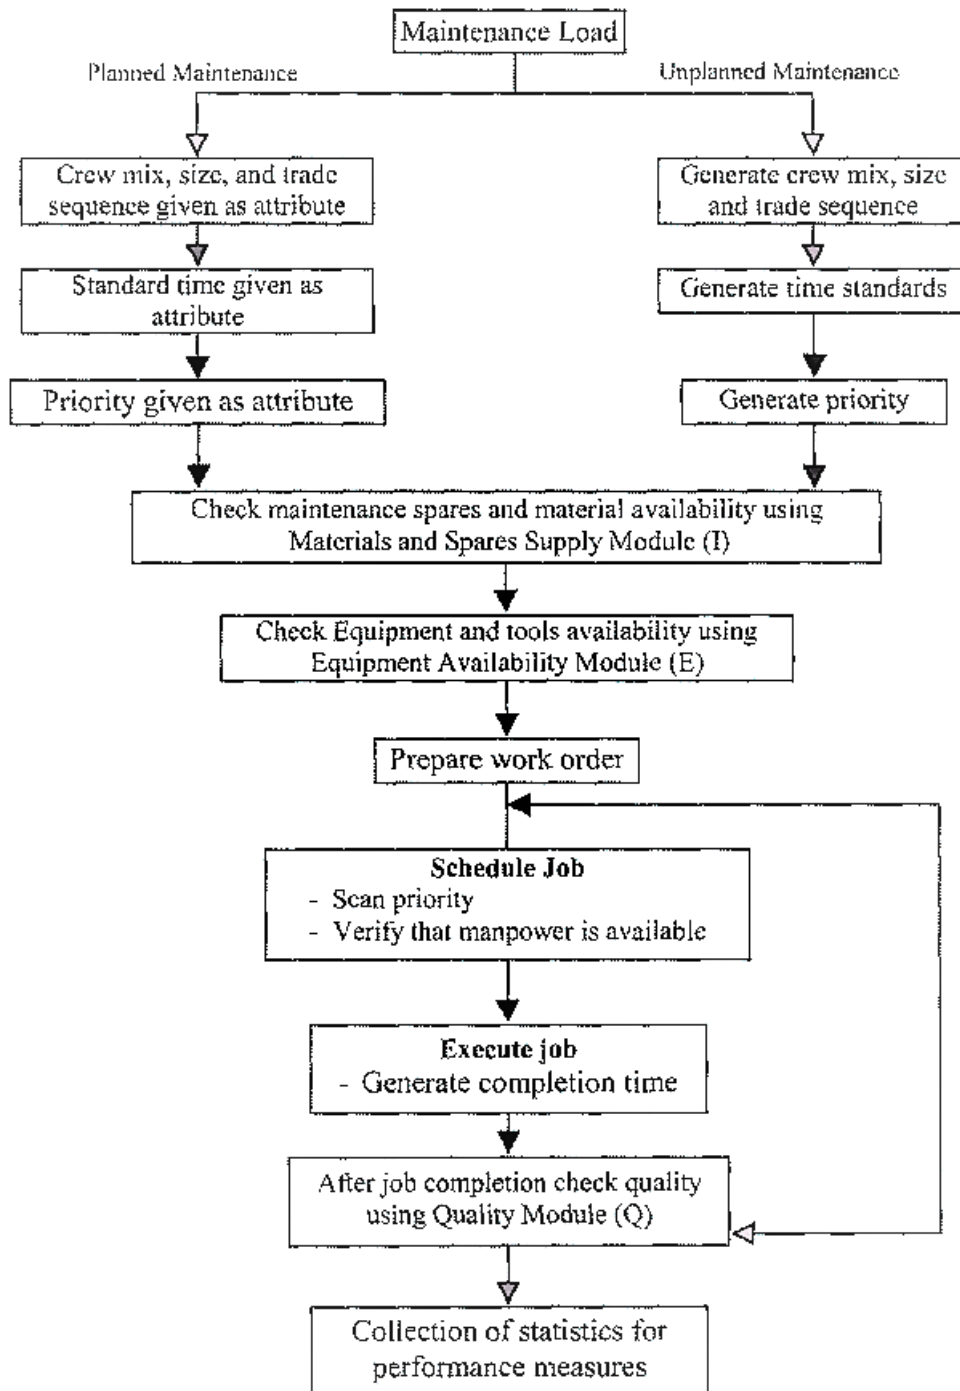 Maintenance Load
Planned Maintenance
Unplanned Maintenance
Crew mix, size, and trade
sequence given as attribute
Generate crew mix, size
and trade sequence
Standard time given as
attribute
Generate time standards
Priority given as attribute
Generate priority
Check maintenance spares and material availability using
Materials and Spares Supply Module (I)
Check Equipment and tools availability using
Equipment Availability Module (E)
Prepare work order
Schedule Job
- Scan priority
- Verify that manpower is available
Execute job
- Generate completion time
After job completion check quality
using Quality Module (Q)
Collection of statistics for
performance measures